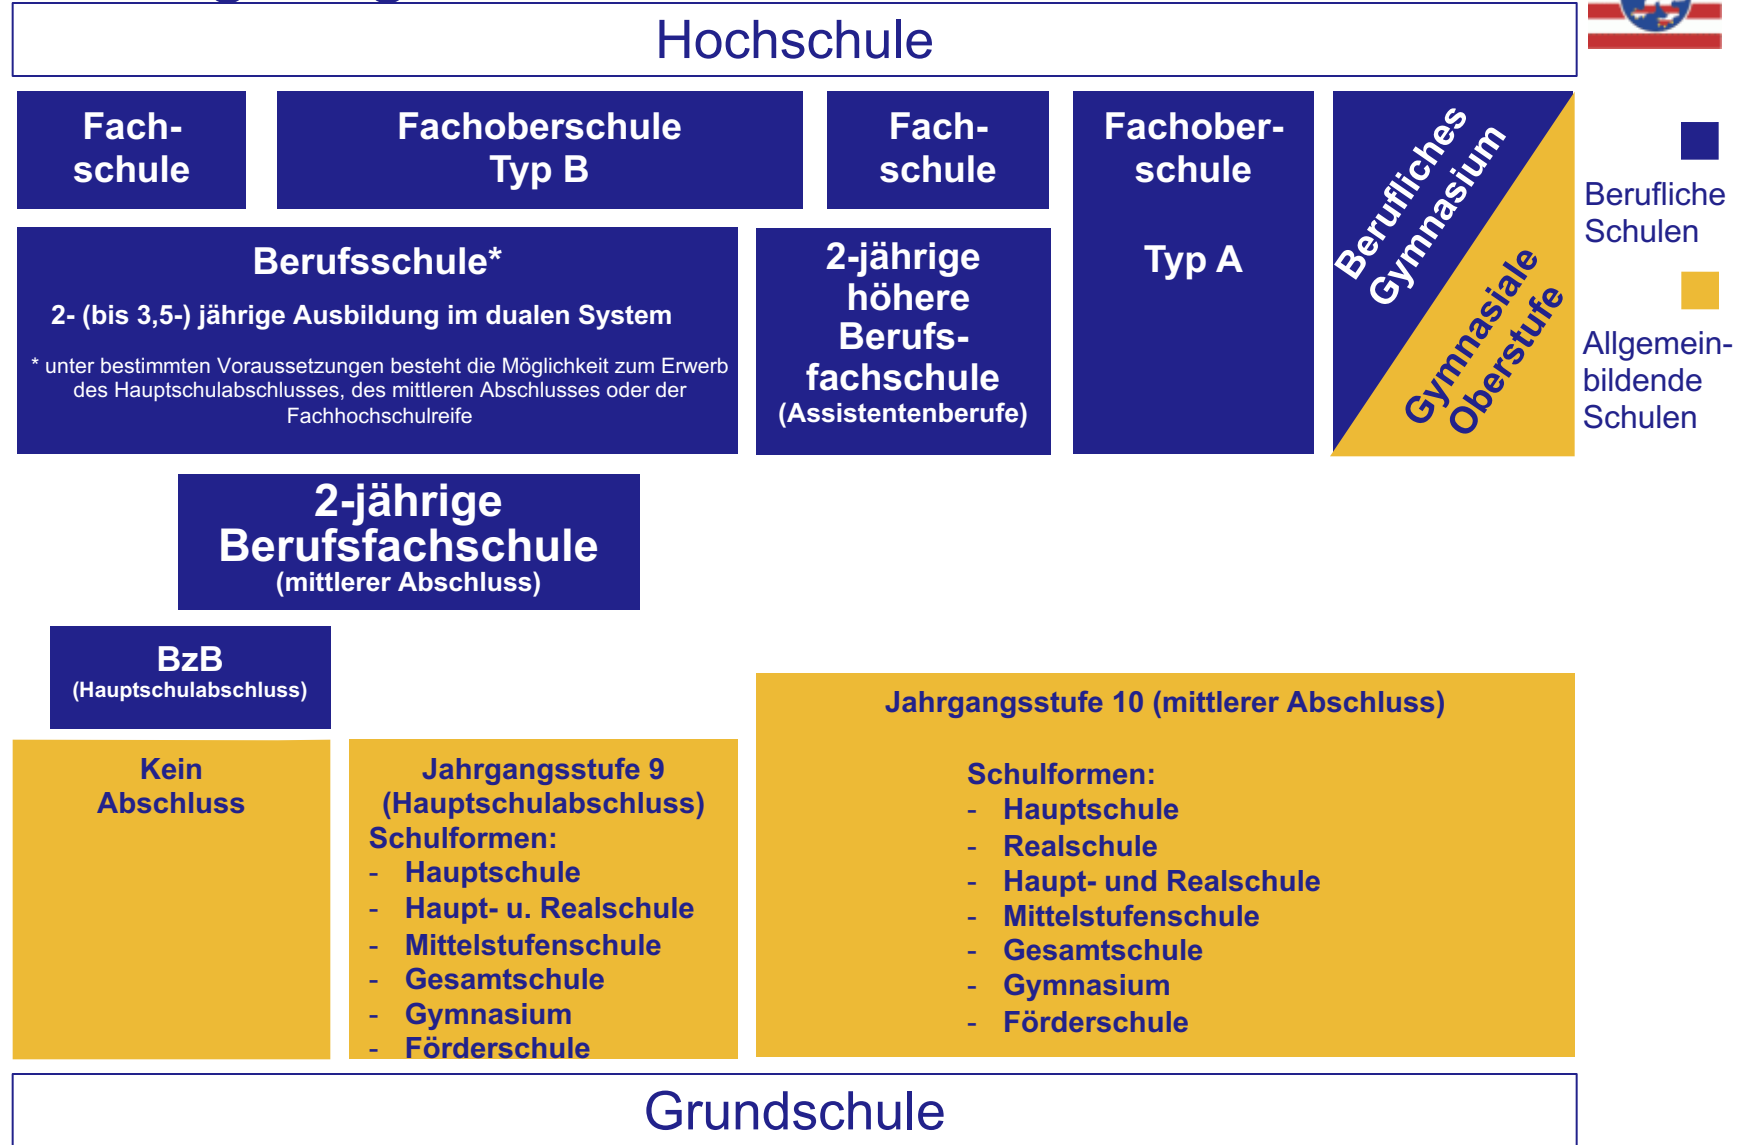 Hochschule
Fach-
schule
Fachoberschule
Typ B
Fach-
schule
Fachober-
schule
Typ A
Berufliches
Gymnasium
Gymnasiale
Oberstufe
Berufliche
Schulen
Allgemein-
bildende
Schulen
Berufsschule*
2- (bis 3,5-) jährige Ausbildung im dualen System
* unter bestimmten Voraussetzungen besteht die Möglichkeit zum Erwerb
des Hauptschulabschlusses, des mittleren Abschlusses oder der
Fachhochschulreife
2-jährige
höhere
Berufs-
fachschule
(Assistentenberufe)
2-jährige
Berufsfachschule
(mittlerer Abschluss)
BzB
(Hauptschulabschluss)
Kein
Abschluss
Jahrgangsstufe 9
(Hauptschulabschluss)
Schulformen:
- Hauptschule
- Haupt- u. Realschule
- Mittelstufenschule
- Gesamtschule
- Gymnasium
- Förderschule
Jahrgangsstufe 10 (mittlerer Abschluss)
Schulformen:
- Hauptschule
- Realschule
- Haupt- und Realschule
- Mittelstufenschule
- Gesamtschule
- Gymnasium
- Förderschule
Grundschule